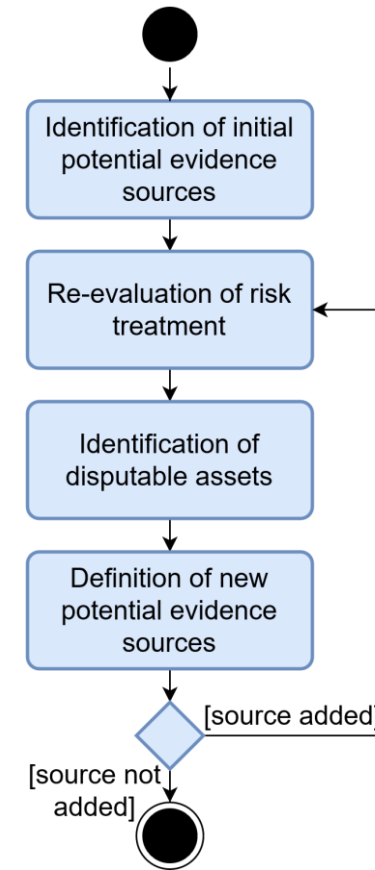 Identification of initial
potential evidence
sources
Re-evaluation of risk
treatment
Identification of
disputable assets
Definition of new
potential evidence
sources
[source added]
[source not
added]